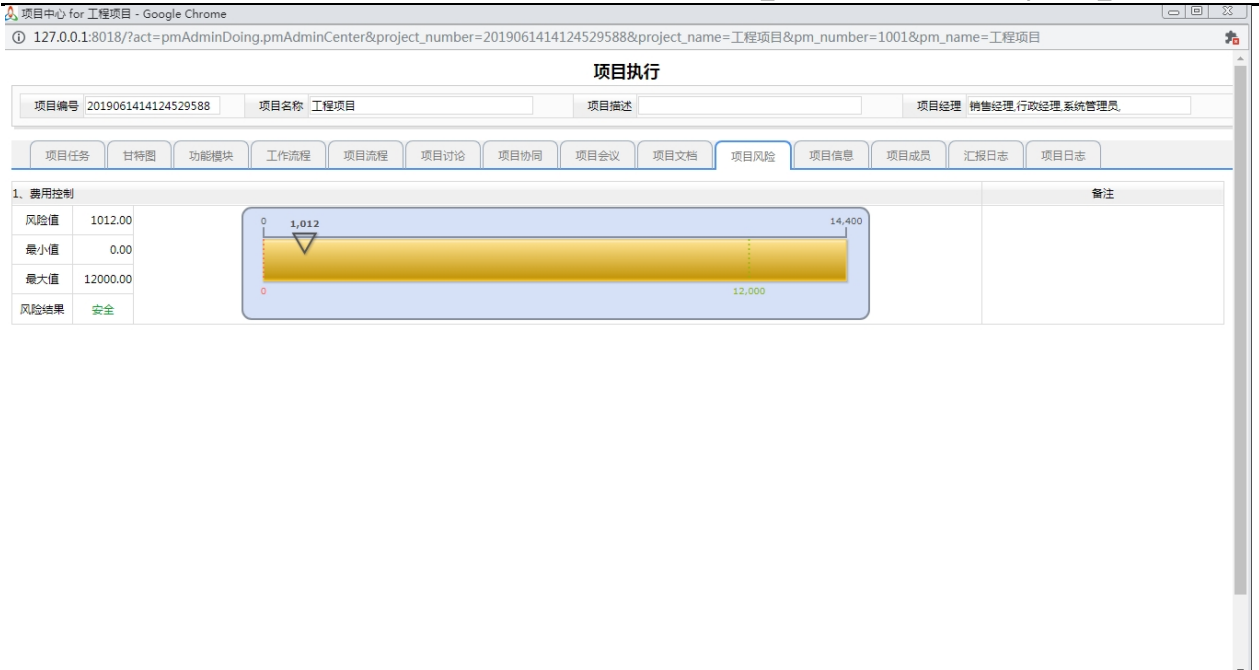 项目中心 for 工程项目 - Google Chrome
127.0.0.1:8018/?act=pmAdminDoing.pmAdminCenter&project_number=2019061414124529588&project_name=工程项目&pm_number=1001&pm_name=工程项目
项目执行
项目编号 2019061414124529588 项目名称 工程项目 项目描述 项目经理 销售经理,行政经理,系统管理员,
项目任务 甘特图 功能模块 工作流程 项目流程 项目讨论 项目协同 项目会议 项目文档 项目风险 项目信息 项目成员 汇报日志 项目日志
1、费用控制 备注
风险值 1012.00
最小值 0.00
最大值 12000.00
风险结果 安全
0 1,012 14,400
0 12,000